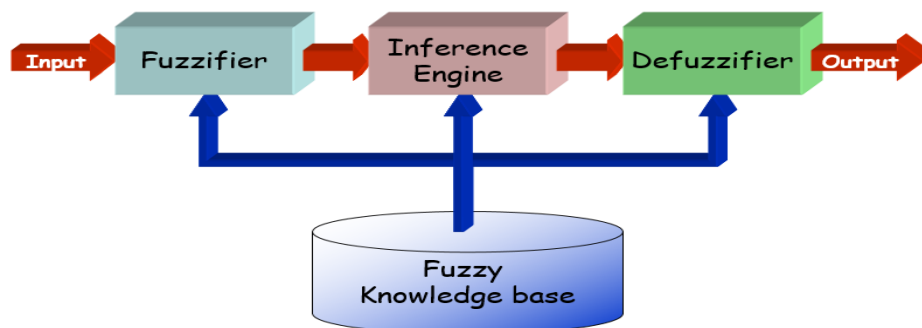 Input
Fuzzifier
Inference
Engine
Defuzzifier
Output
Fuzzy
Knowledge base